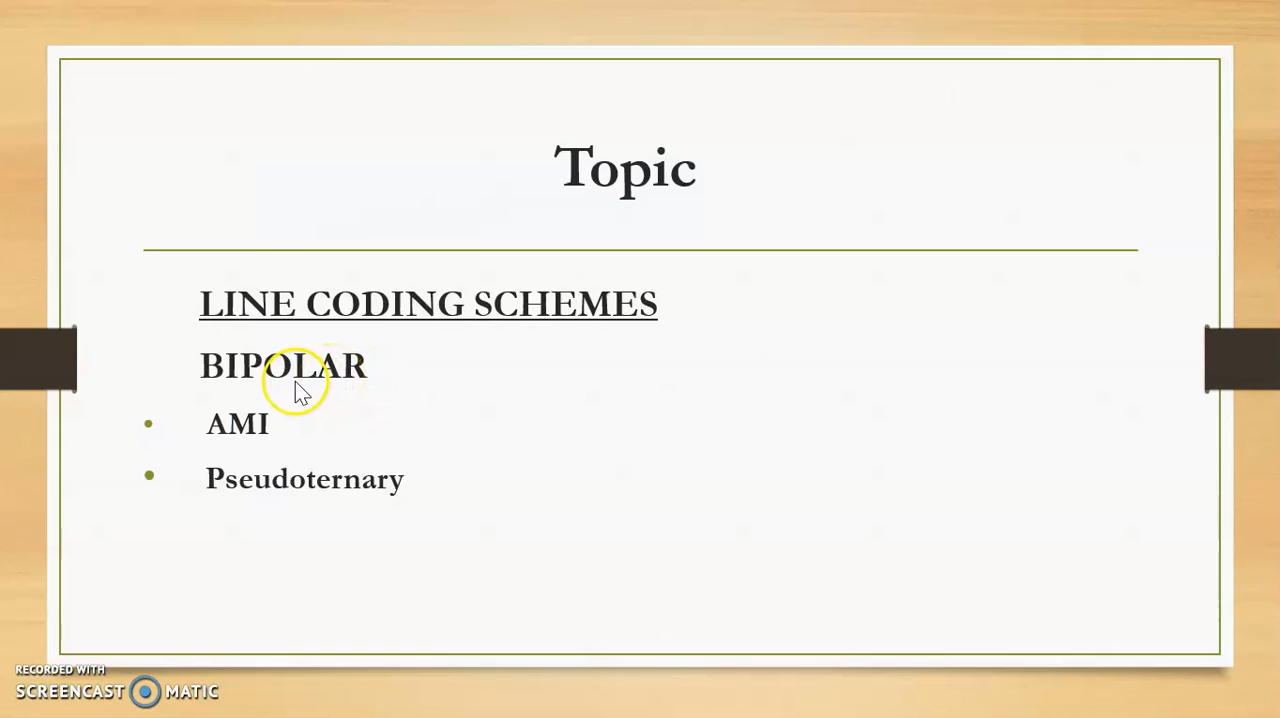 Topic
LINE CODING SCHEMES
BIPOLAR
• AMI
• Pseudoternary
RECORDED WITH
SCREENCAST MATIC